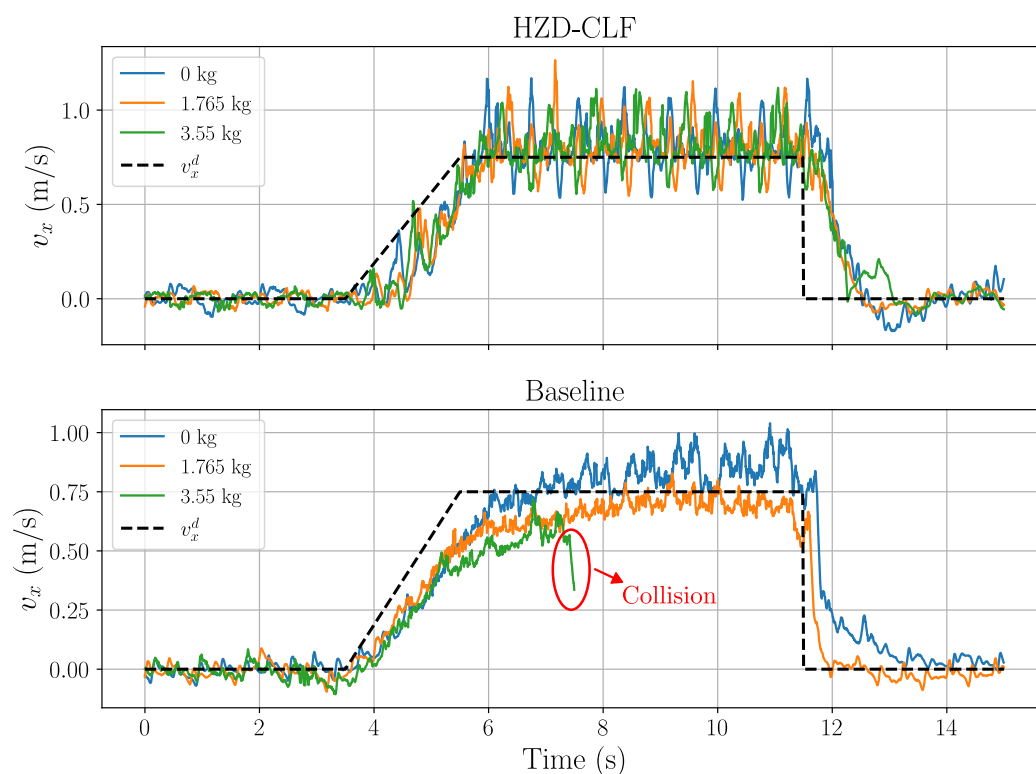 HZD-CLF
0 kg
1.765 kg
3.55 kg
$v_x^d$
1.0
0.5
0.0
$v_x$ (m/s)
Baseline
0 kg
1.765 kg
3.55 kg
$v_x^d$
1.00
0.75
0.50
0.25
0.00
$v_x$ (m/s)
Collision
0 2 4 6 8 10 12 14
Time (s)